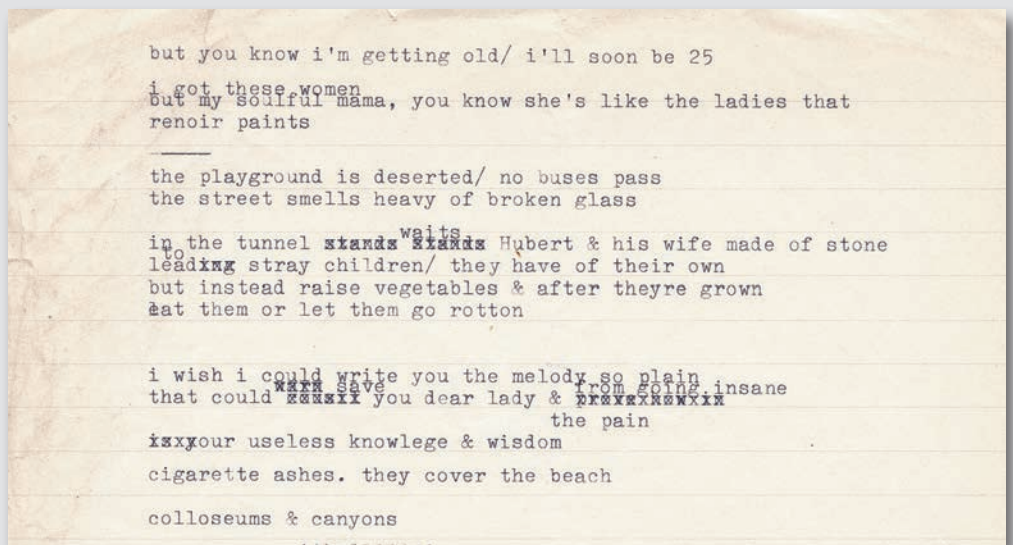 but you know i'm getting old/ i'll soon be 25
i got these women
but my soulful mama, you know she's like the ladies that
renoir paints
the playground is deserted/ no buses pass
the street smells heavy of broken glass
waits
in the tunnel stands stands Hubert & his wife made of stone
to
leading stray children/ they have of their own
but instead raise vegetables & after theyre grown
eat them or let them go rotton
i wish i could write you the melody so plain
save from going insane
that could you dear lady &
the pain
your useless knowlege & wisdom
cigarette ashes. they cover the beach
colloseums & canyons